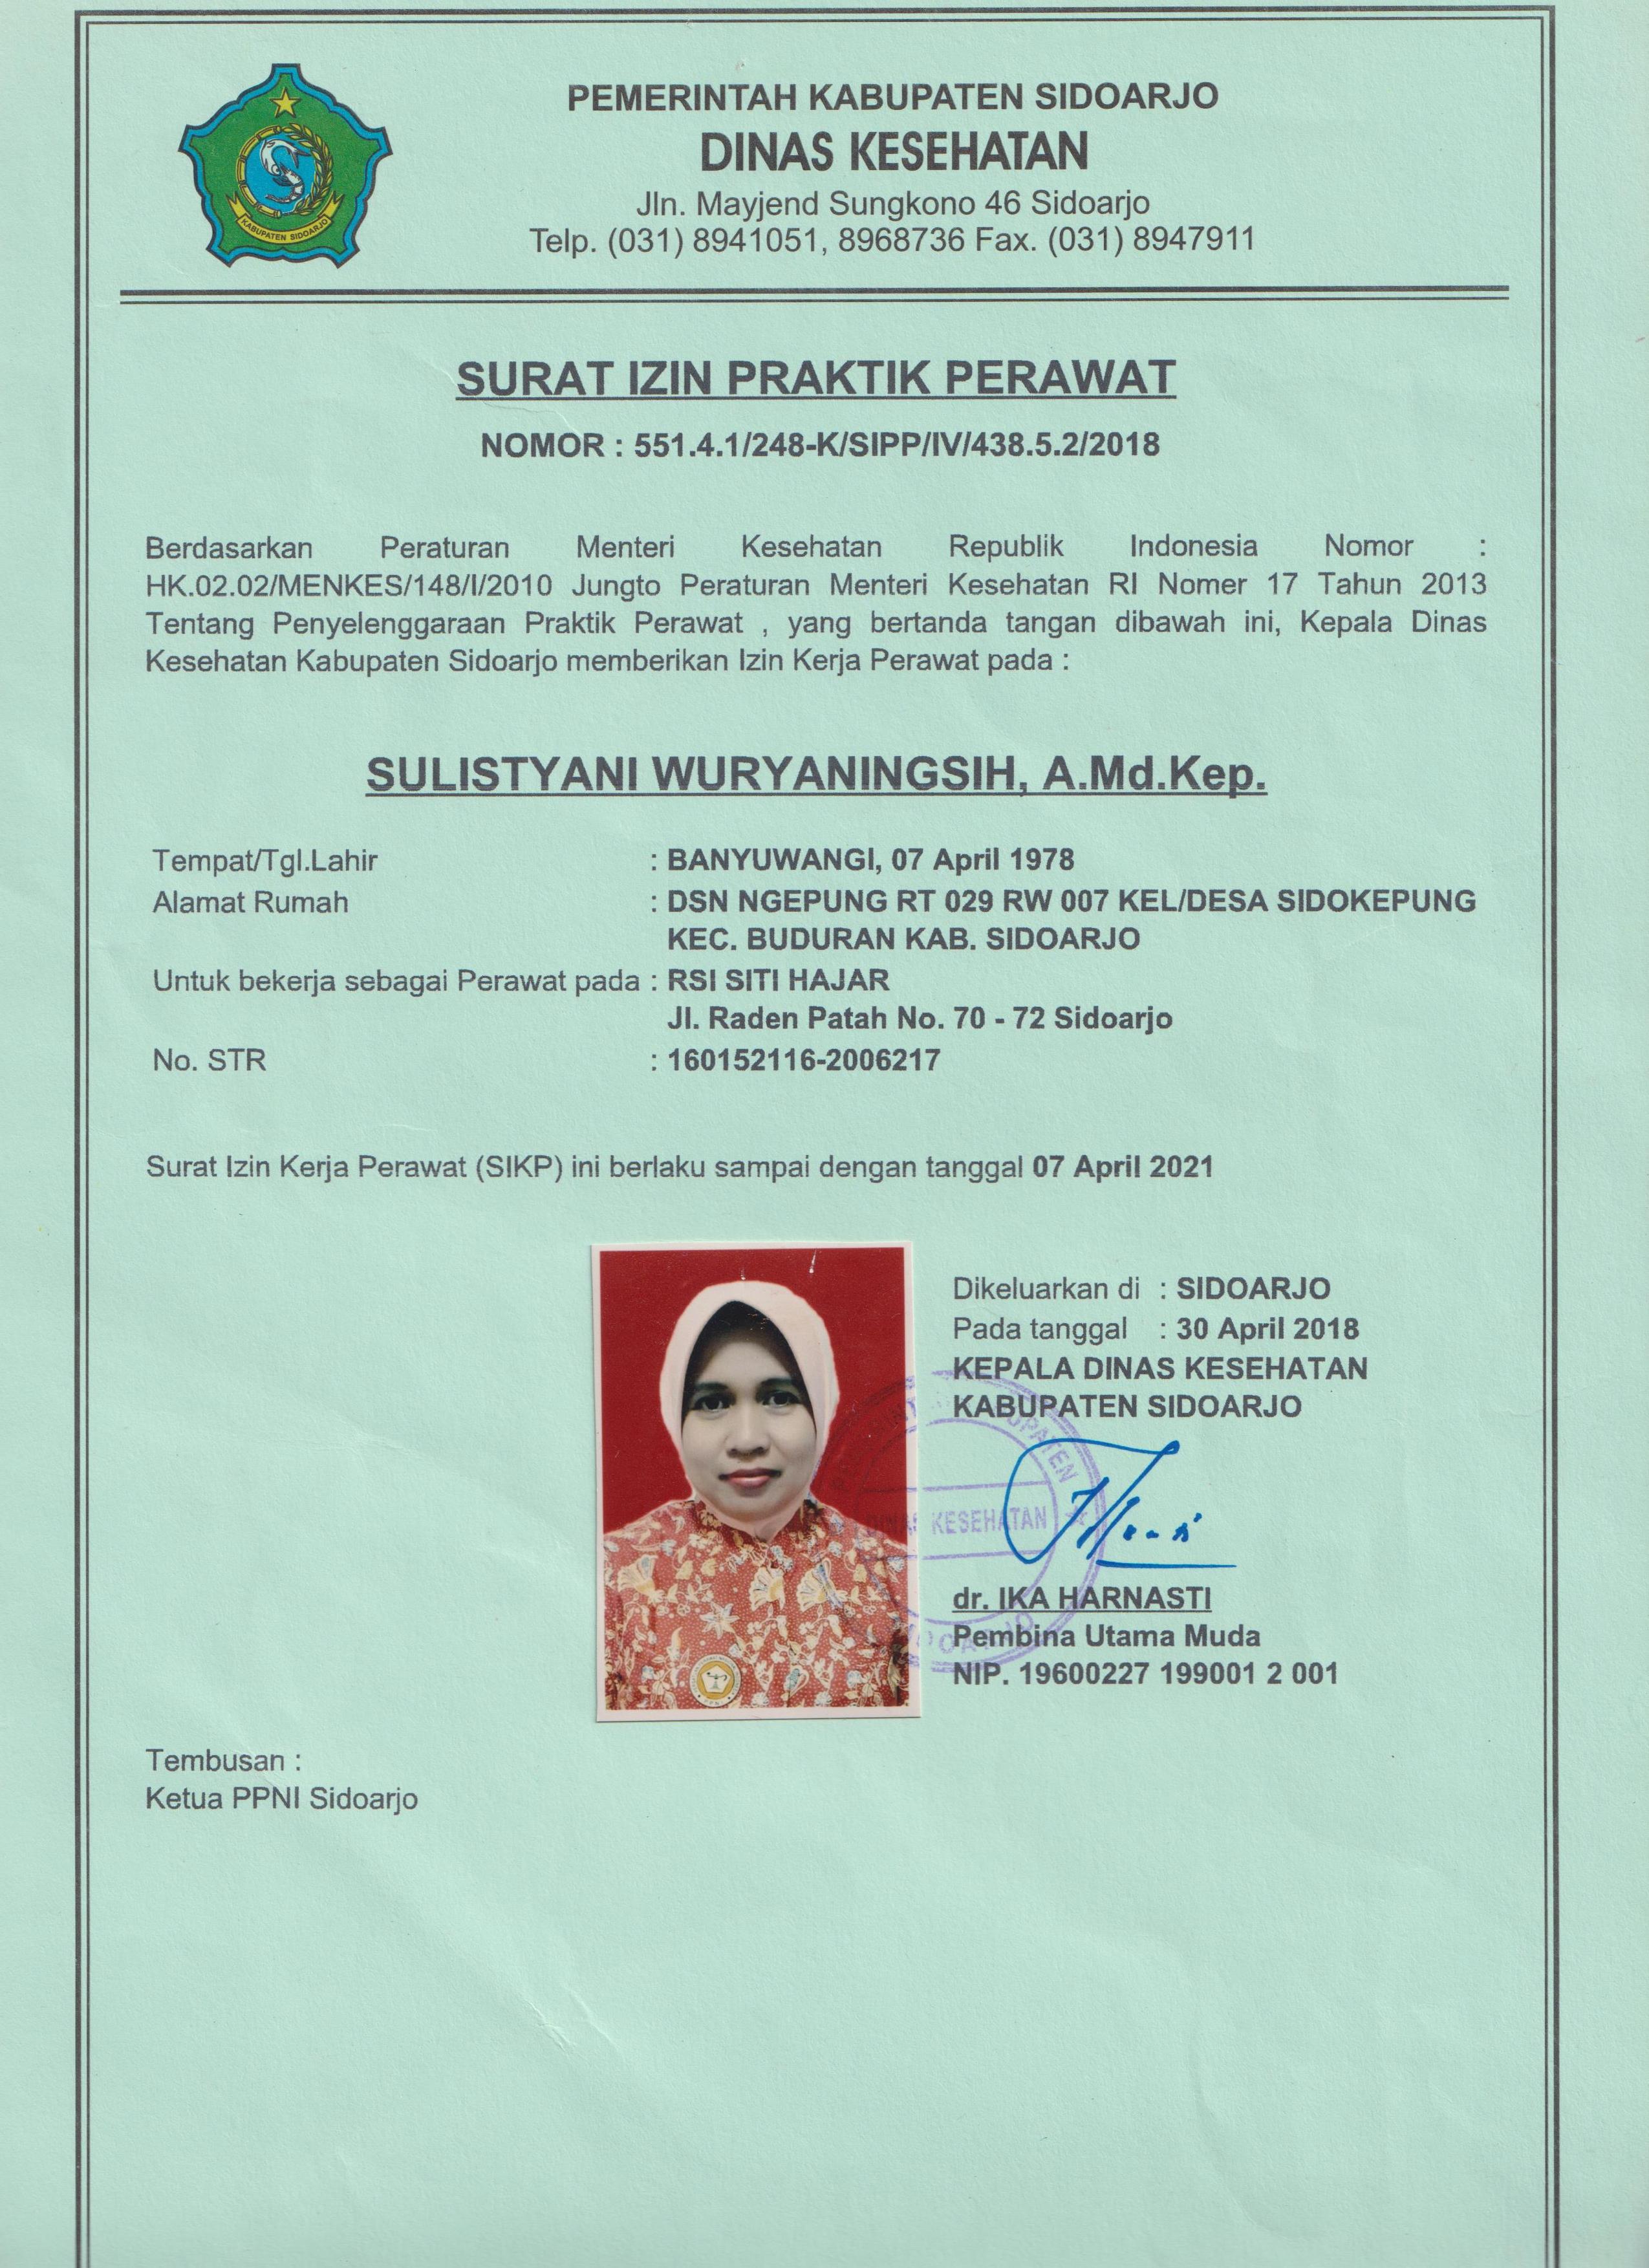 PEMERINTAH KABUPATEN SIDOARJO
DINAS KESEHATAN
Jln. Mayjend Sungkono 46 Sidoarjo
Telp. (031) 8941051, 8968736 Fax. (031) 8947911
KABUPATEN SIDOARJO
SURAT IZIN PRAKTIK PERAWAT
NOMOR : 551.4.1/248-K/SIPP/IV/438.5.2/2018
Berdasarkan Peraturan Menteri Kesehatan Republik Indonesia Nomor :
HK.02.02/MENKES/148/I/2010 Jungto Peraturan Menteri Kesehatan RI Nomer 17 Tahun 2013
Tentang Penyelenggaraan Praktik Perawat , yang bertanda tangan dibawah ini, Kepala Dinas
Kesehatan Kabupaten Sidoarjo memberikan Izin Kerja Perawat pada :
SULISTYANI WURYANINGSIH, A.Md.Kep.
Tempat/Tgl.Lahir : BANYUWANGI, 07 April 1978
Alamat Rumah : DSN NGEPUNG RT 029 RW 007 KEL/DESA SIDOKEPUNG
KEC. BUDURAN KAB. SIDOARJO
Untuk bekerja sebagai Perawat pada : RSI SITI HAJAR
Jl. Raden Patah No. 70 - 72 Sidoarjo
No. STR : 160152116-2006217
Surat Izin Kerja Perawat (SIKP) ini berlaku sampai dengan tanggal 07 April 2021
Dikeluarkan di : SIDOARJO
Pada tanggal : 30 April 2018
KEPALA DINAS KESEHATAN
KABUPATEN SIDOARJO
DINAS KESEHATAN
dr. IKA HARNASTI
Pembina Utama Muda
NIP. 19600227 199001 2 001
Tembusan :
Ketua PPNI Sidoarjo